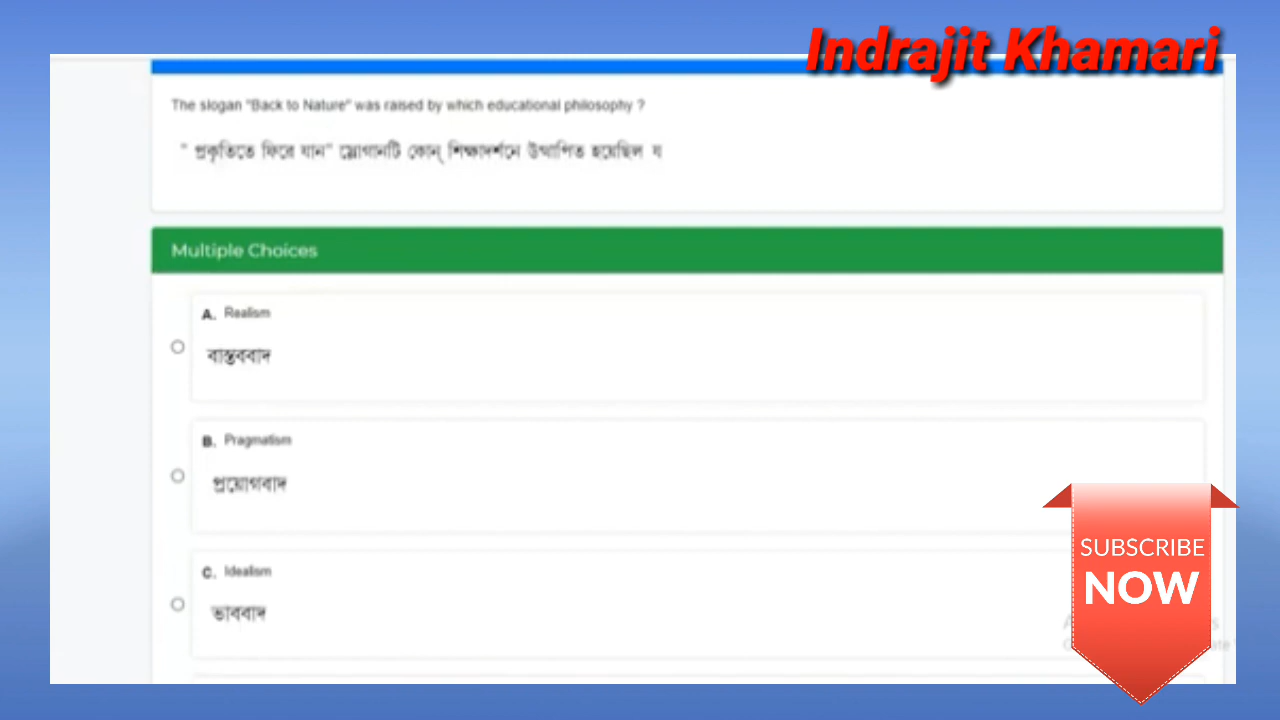 Indrajit Khamari
The slogan "Back to Nature" was raised by which educational philosophy ?
" প্রকৃতিতে ফিরে যান" স্লোগানটি কোন্ শিক্ষাদর্শনে উত্থাপিত হয়েছিল য
Multiple Choices
A. Realism
বাস্তববাদ
B. Pragmatism
প্রয়োগবাদ
C. Idealism
ভাববাদ
SUBSCRIBE
NOW